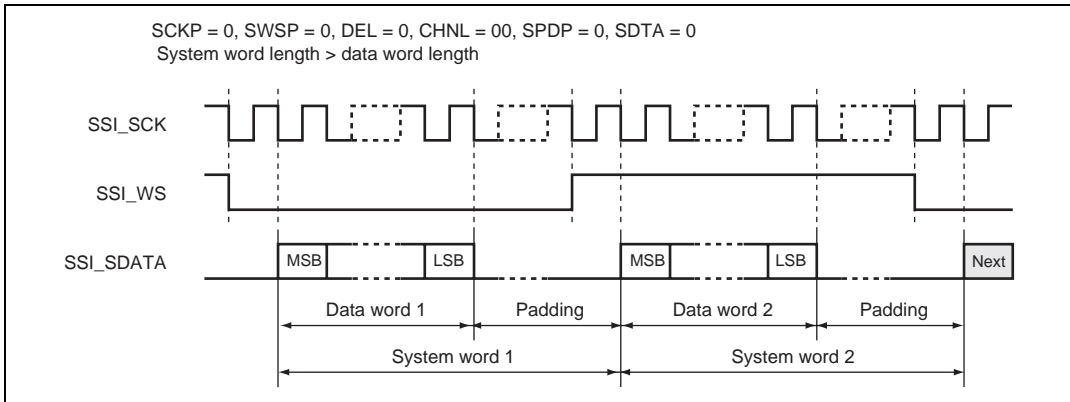 SCKP = 0, SWSP = 0, DEL = 0, CHNL = 00, SPDP = 0, SDTA = 0
System word length > data word length
SSI_SCK
SSI_WS
SSI_SDATA
MSB
LSB
MSB
LSB
Next
Data word 1
Padding
Data word 2
Padding
System word 1
System word 2